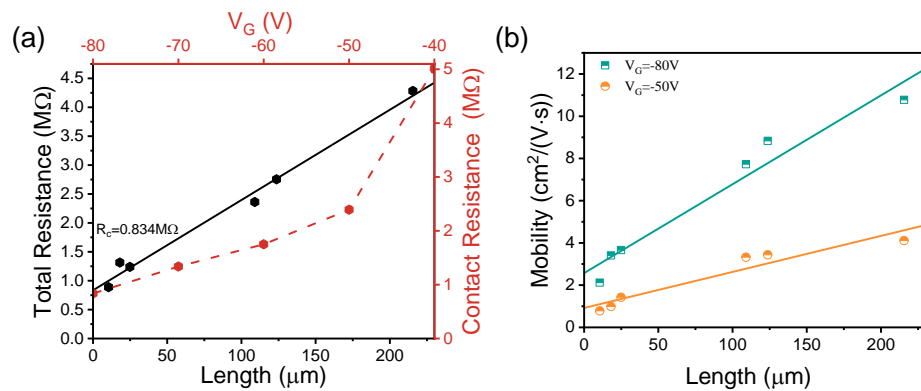 (a)
V_G (V)
-80 -70 -60 -50 -40
Total Resistance (MΩ)
4.5
4.0
3.5
3.0
2.5
2.0
1.5
1.0
0.5
0.0
R_c=0.834MΩ
5
4
3
2
1
0
Contact Resistance (MΩ)
0 50 100 150 200
Length (μm)
(b)
Mobility (cm²/(V·s))
12
10
8
6
4
2
0
V_G=-80V
V_G=-50V
0 50 100 150 200
Length (μm)